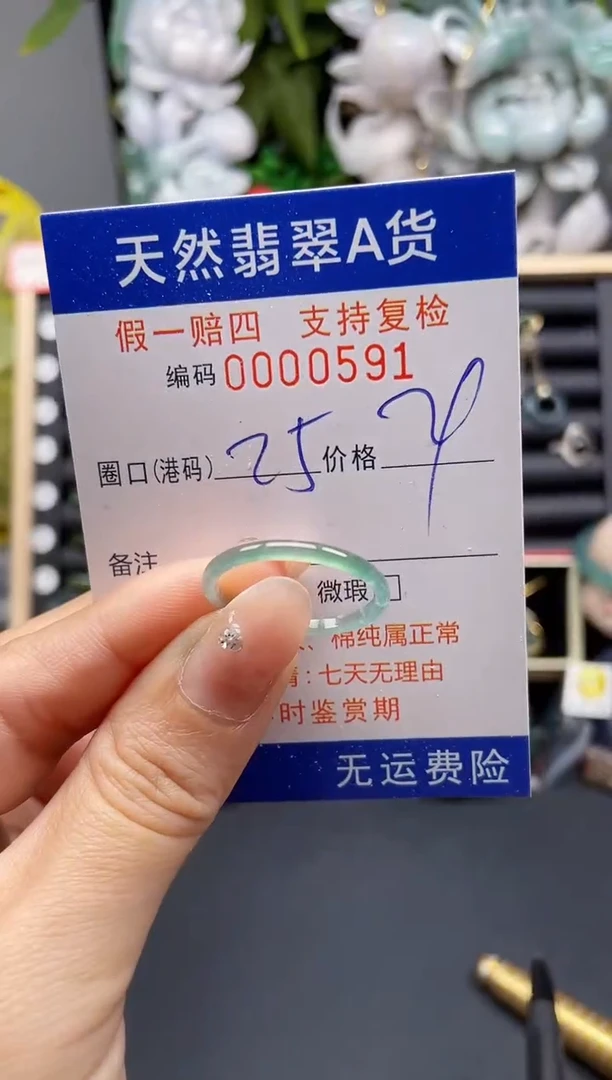 天然翡翠A货
假一赔四 支持复检
编码 0000591
圈口(港码) 25 价格
备注
微瑕
、棉纯属正常
:七天无理由
时鉴赏期
无运费险